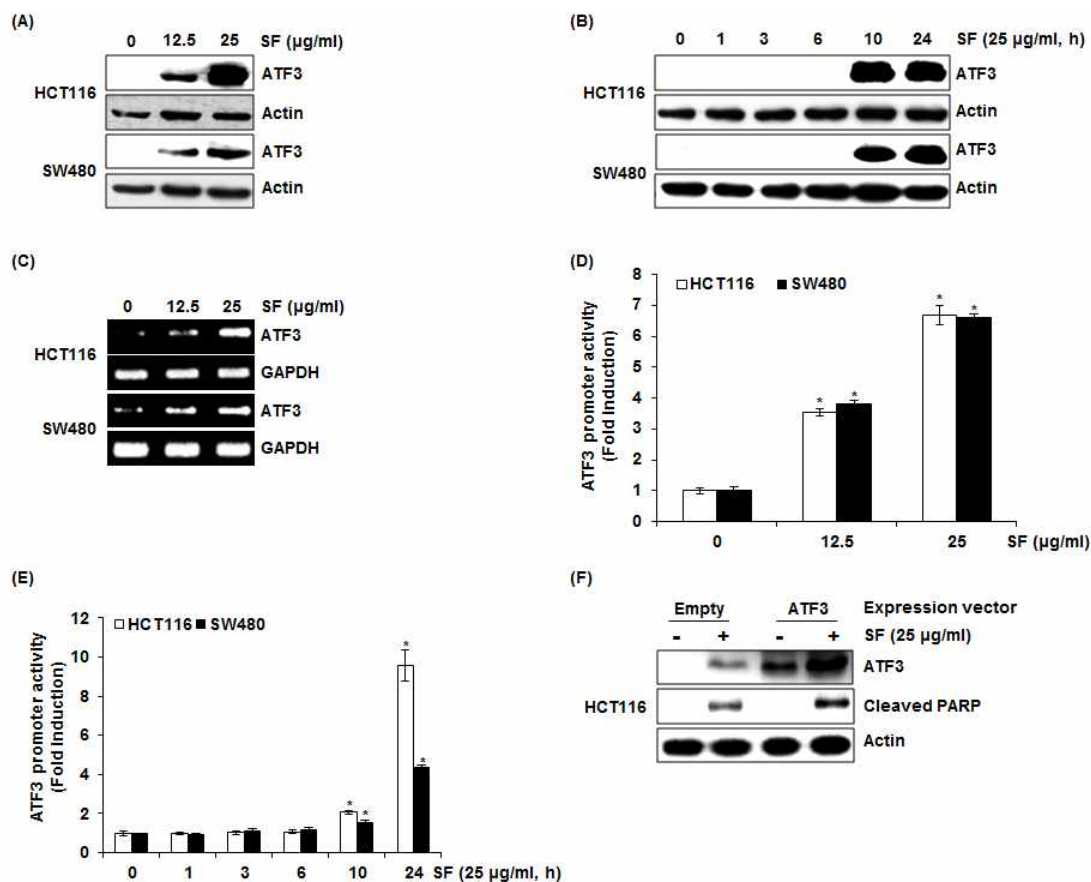 (A)
0 12.5 25 SF (µg/ml)
HCT116
ATF3
Actin
SW480
ATF3
Actin
(B)
0 1 3 6 10 24 SF (25 µg/ml, h)
HCT116
ATF3
Actin
SW480
ATF3
Actin
(C)
0 12.5 25 SF (µg/ml)
HCT116
ATF3
GAPDH
SW480
ATF3
GAPDH
(D)
HCT116 SW480
ATF3 promoter activity
(Fold Induction)
8
7
6
5
4
3
2
1
0
* *
* *
0 12.5 25 SF (µg/ml)
(E)
HCT116 SW480
ATF3 promoter activity
(Fold Induction)
12
10
8
6
4
2
0
* *
* *
0 1 3 6 10 24 SF (25 µg/ml, h)
(F)
Empty ATF3 Expression vector
- + - + SF (25 µg/ml)
HCT116
ATF3
Cleaved PARP
Actin